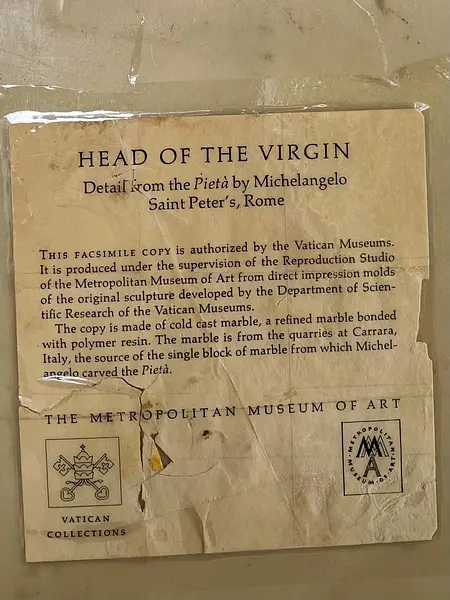 HEAD OF THE VIRGIN
Detail from the Pietà by Michelangelo
Saint Peter's, Rome
THIS FACSIMILE COPY is authorized by the Vatican Museums.
It is produced under the supervision of the Reproduction Studio
of the Metropolitan Museum of Art from direct impression molds
of the original sculpture developed by the Department of Scien-
tific Research of the Vatican Museums.
The copy is made of cold cast marble, a refined marble bonded
with polymer resin. The marble is from the quarries at Carrara,
Italy, the source of the single block of marble from which Michel-
angelo carved the Pietà.
THE METROPOLITAN MUSEUM OF ART
VATICAN
COLLECTIONS
METROPOLITAN
MUSEUM·OF·ART
MMA